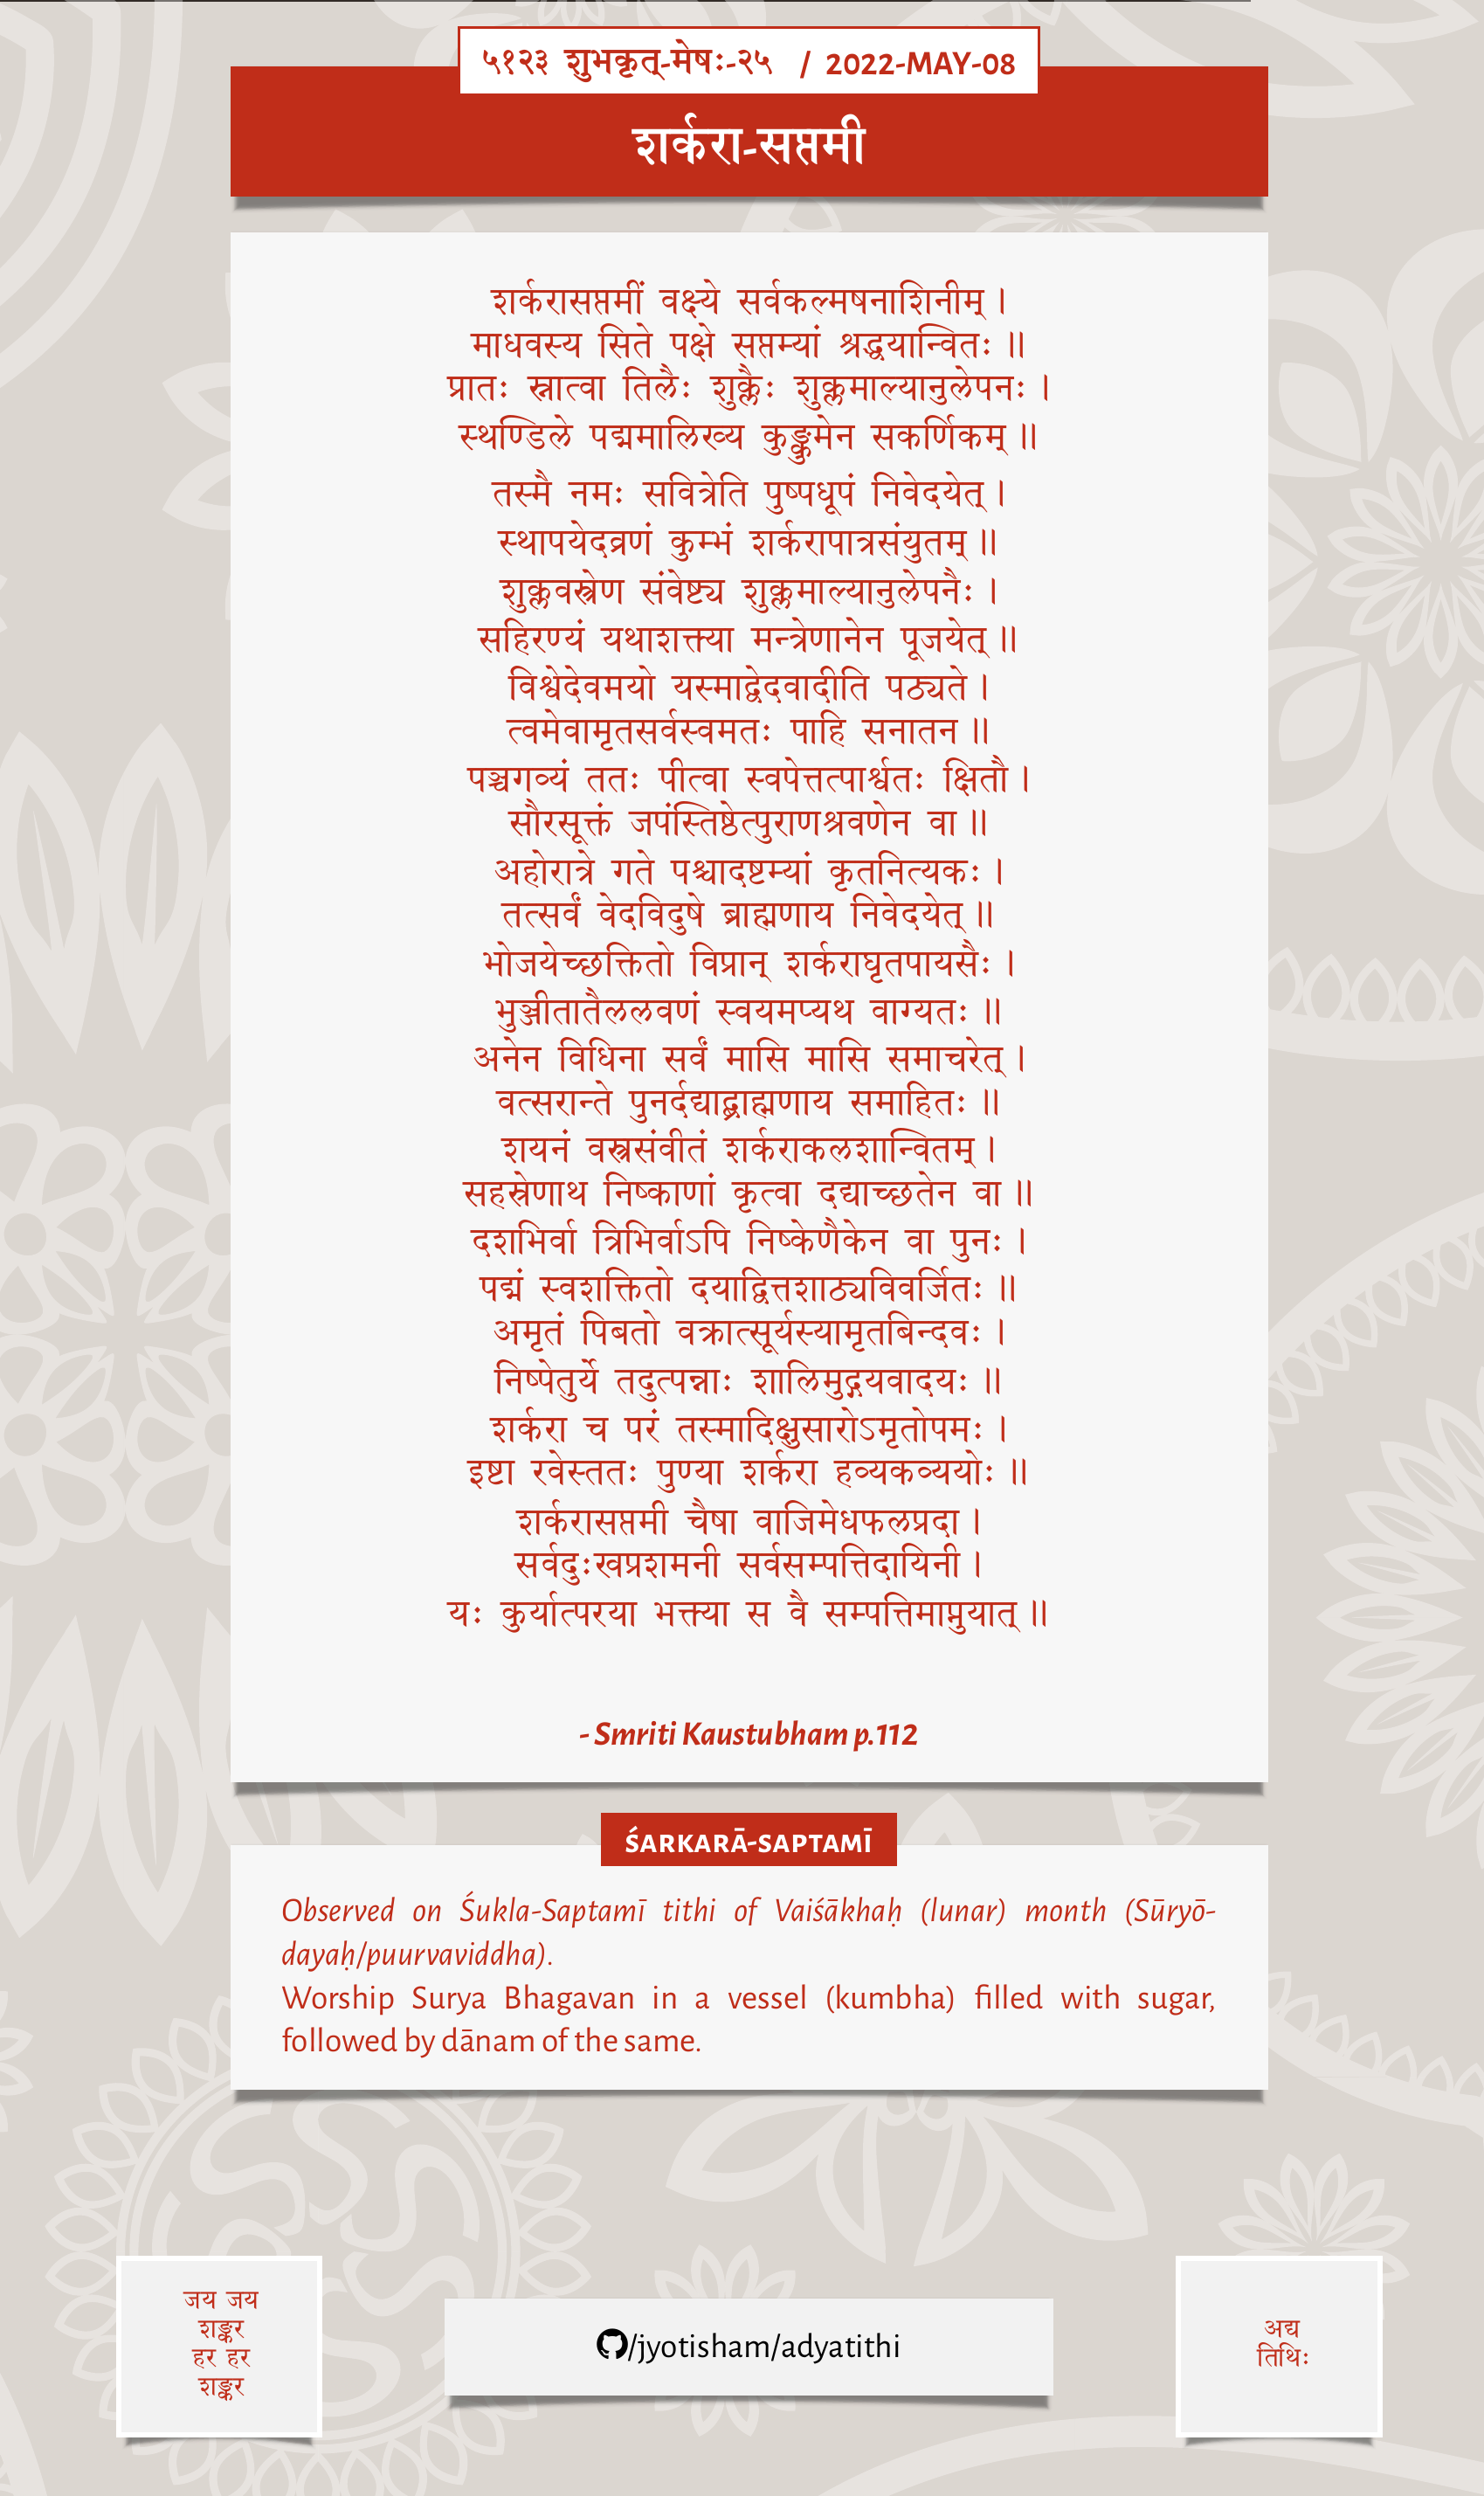 ५१२३ शुभकृत्-मेषः-२५ / 2022-MAY-08
शर्करा-सप्तमी
शर्करासप्तमीं वक्ष्ये सर्वकल्मषनाशिनीम् ।
माधवस्य सिते पक्षे सप्तम्यां श्रद्धयान्वितः ॥
प्रातः स्नात्वा तिलैः शुक्लैः शुक्लमाल्यानुलेपनः ।
स्थण्डिले पद्ममालिख्य कुङ्कुमेन सकर्णिकम् ॥
तस्मै नमः सवित्रेति पुष्पधूपं निवेदयेत् ।
स्थापयेदव्रणं कुम्भं शर्करापात्रसंयुतम् ॥
शुक्लवस्त्रेण संवेष्ट्य शुक्लमाल्यानुलेपनैः ।
सहिरण्यं यथाशक्त्या मन्त्रेणानेन पूजयेत् ॥
विश्वेदेवमयो यस्माद्वेदवादीति पठ्यते ।
त्वमेवामृतसर्वस्वमतः पाहि सनातन ॥
पञ्चगव्यं ततः पीत्वा स्वपेत्तत्पार्श्वतः क्षितौ ।
सौरसूक्तं जपंस्तिष्ठेत्पुराणश्रवणेन वा ॥
अहोरात्रे गते पश्चादष्टम्यां कृतनित्यकः ।
तत्सर्वं वेदविदुषे ब्राह्मणाय निवेदयेत् ॥
भोजयेच्छक्तितो विप्रान् शर्कराघृतपायसैः ।
भुञ्जीतातैललवणं स्वयमप्यथ वाग्यतः ॥
अनेन विधिना सर्वं मासि मासि समाचरेत् ।
वत्सरान्ते पुनर्दद्याद्ब्राह्मणाय समाहितः ॥
शयनं वस्त्रसंवीतं शर्कराकलशान्वितम् ।
सहस्रेणाथ निष्काणां कृत्वा दद्याच्छतेन वा ॥
दशभिर्वा त्रिभिर्वाऽपि निष्केणैकेन वा पुनः ।
पद्मं स्वशक्तितो दयाद्वित्तशाठ्यविवर्जितः ॥
अमृतं पिबतो वक्रात्सूर्यस्यामृतबिन्दवः ।
निष्पेतुर्ये तदुत्पन्नाः शालिमुद्गयवादयः ॥
शर्करा च परं तस्मादिक्षुसारोऽमृतोपमः ।
इष्टा रवेस्ततः पुण्या शर्करा हव्यकव्ययोः ॥
शर्करासप्तमी चैषा वाजिमेधफलप्रदा ।
सर्वदुःखप्रशमनी सर्वसम्पत्तिदायिनी ।
यः कुर्यात्परया भक्त्या स वै सम्पत्तिमाप्नुयात् ॥
- Smriti Kaustubham p.112
ŚARKARĀ-SAPTAMĪ
Observed on Śukla-Saptamī tithi of Vaiśākhaḥ (lunar) month (Sūryō-
dayaḥ/puurvaviddha).
Worship Surya Bhagavan in a vessel (kumbha) filled with sugar,
followed by dānam of the same.
जय जय
शङ्कर
हर हर
शङ्कर
/jyotisham/adyatithi
अद्य
तिथिः